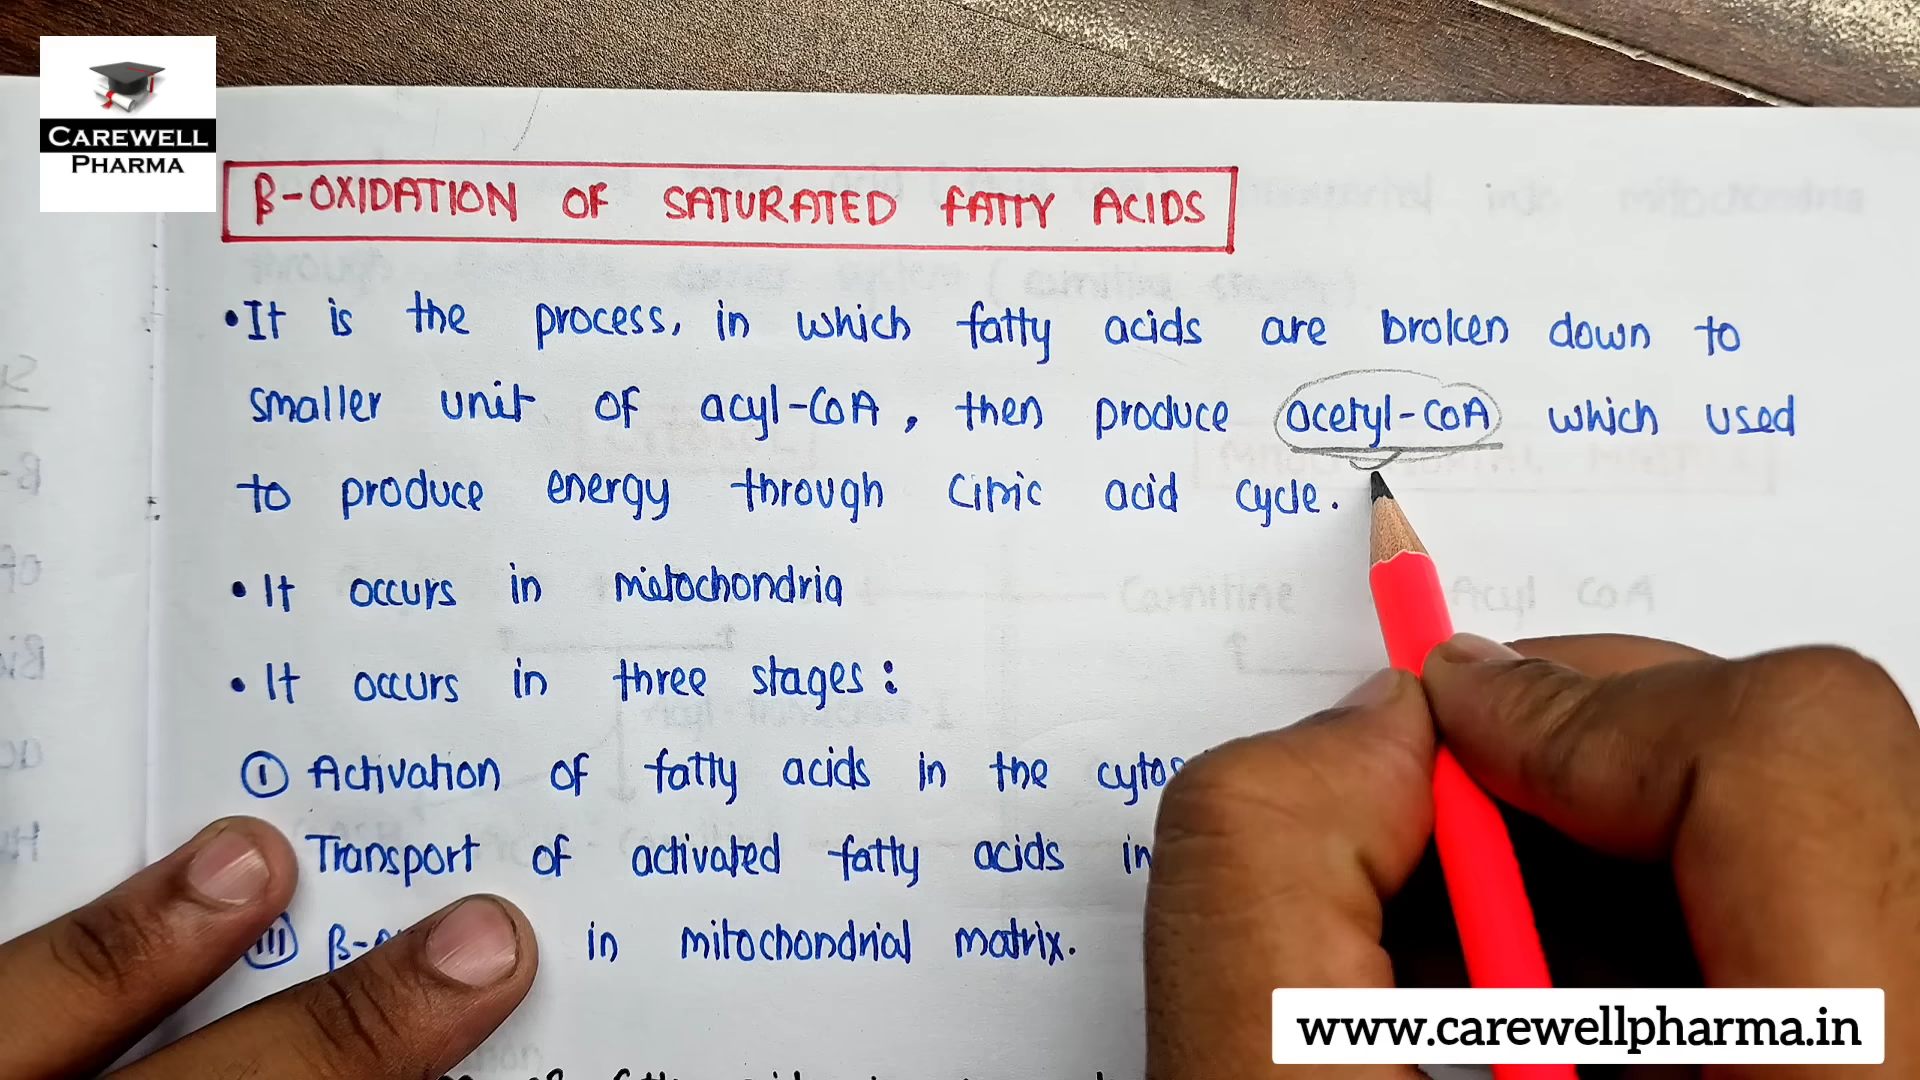 CAREWELL
PHARMA
β-OXIDATION OF SATURATED FATTY ACIDS
•It is the process, in which fatty acids are broken down to
smaller unit of acyl-CoA, then produce acetyl-CoA which used
to produce energy through citric acid cycle.
• It occurs in mitochondria
• It occurs in three stages:
(I) Activation of fatty acids in the cytos
Transport of activated fatty acids in
(III) β- in mitochondrial matrix.
www.carewellpharma.in